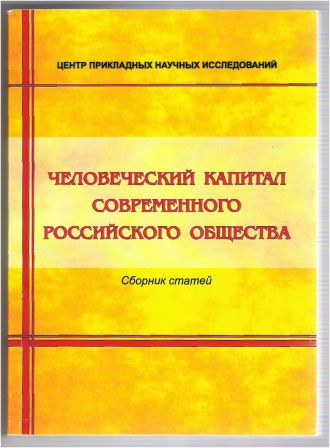 ЦЕНТР ПРИКЛАДНЫХ НАУЧНЫХ ИССЛЕДОВАНИЙ
ЧЕЛОВЕЧЕСКИЙ КАПИТАЛ
СОВРЕМЕННОГО
РОССИЙСКОГО ОБЩЕСТВА
Сборник статей